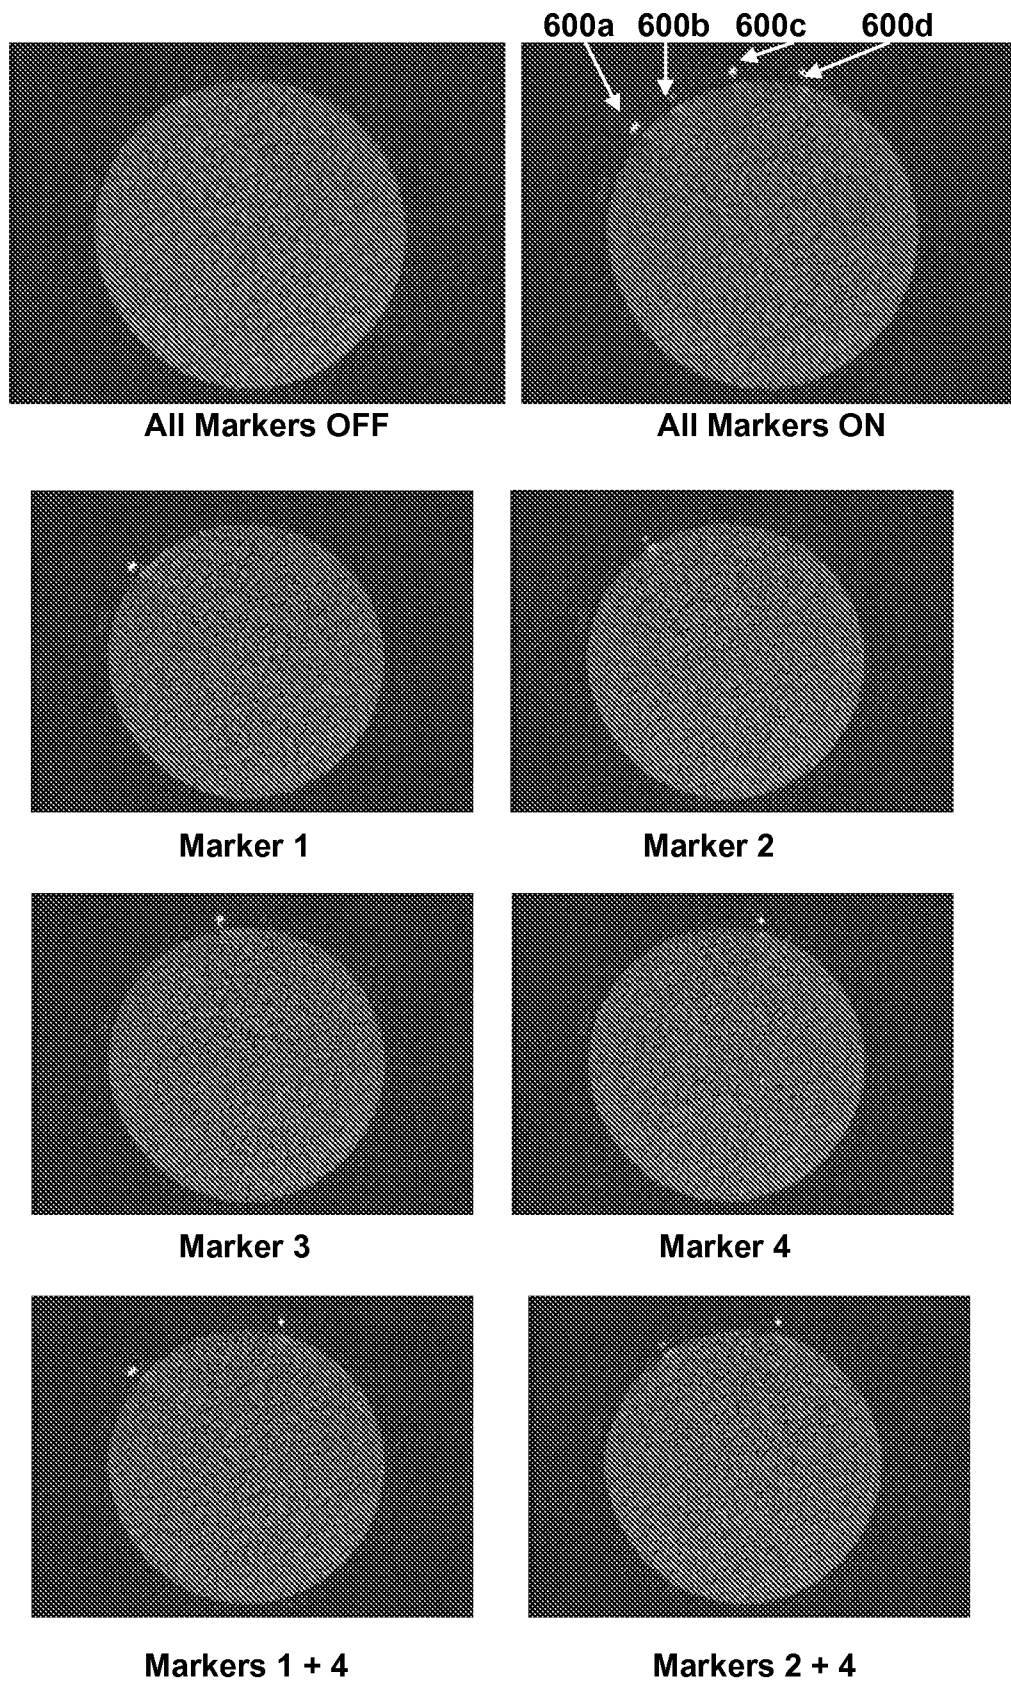 600a 600b 600c 600d
All Markers OFF
All Markers ON
Marker 1
Marker 2
Marker 3
Marker 4
Markers 1 + 4
Markers 2 + 4